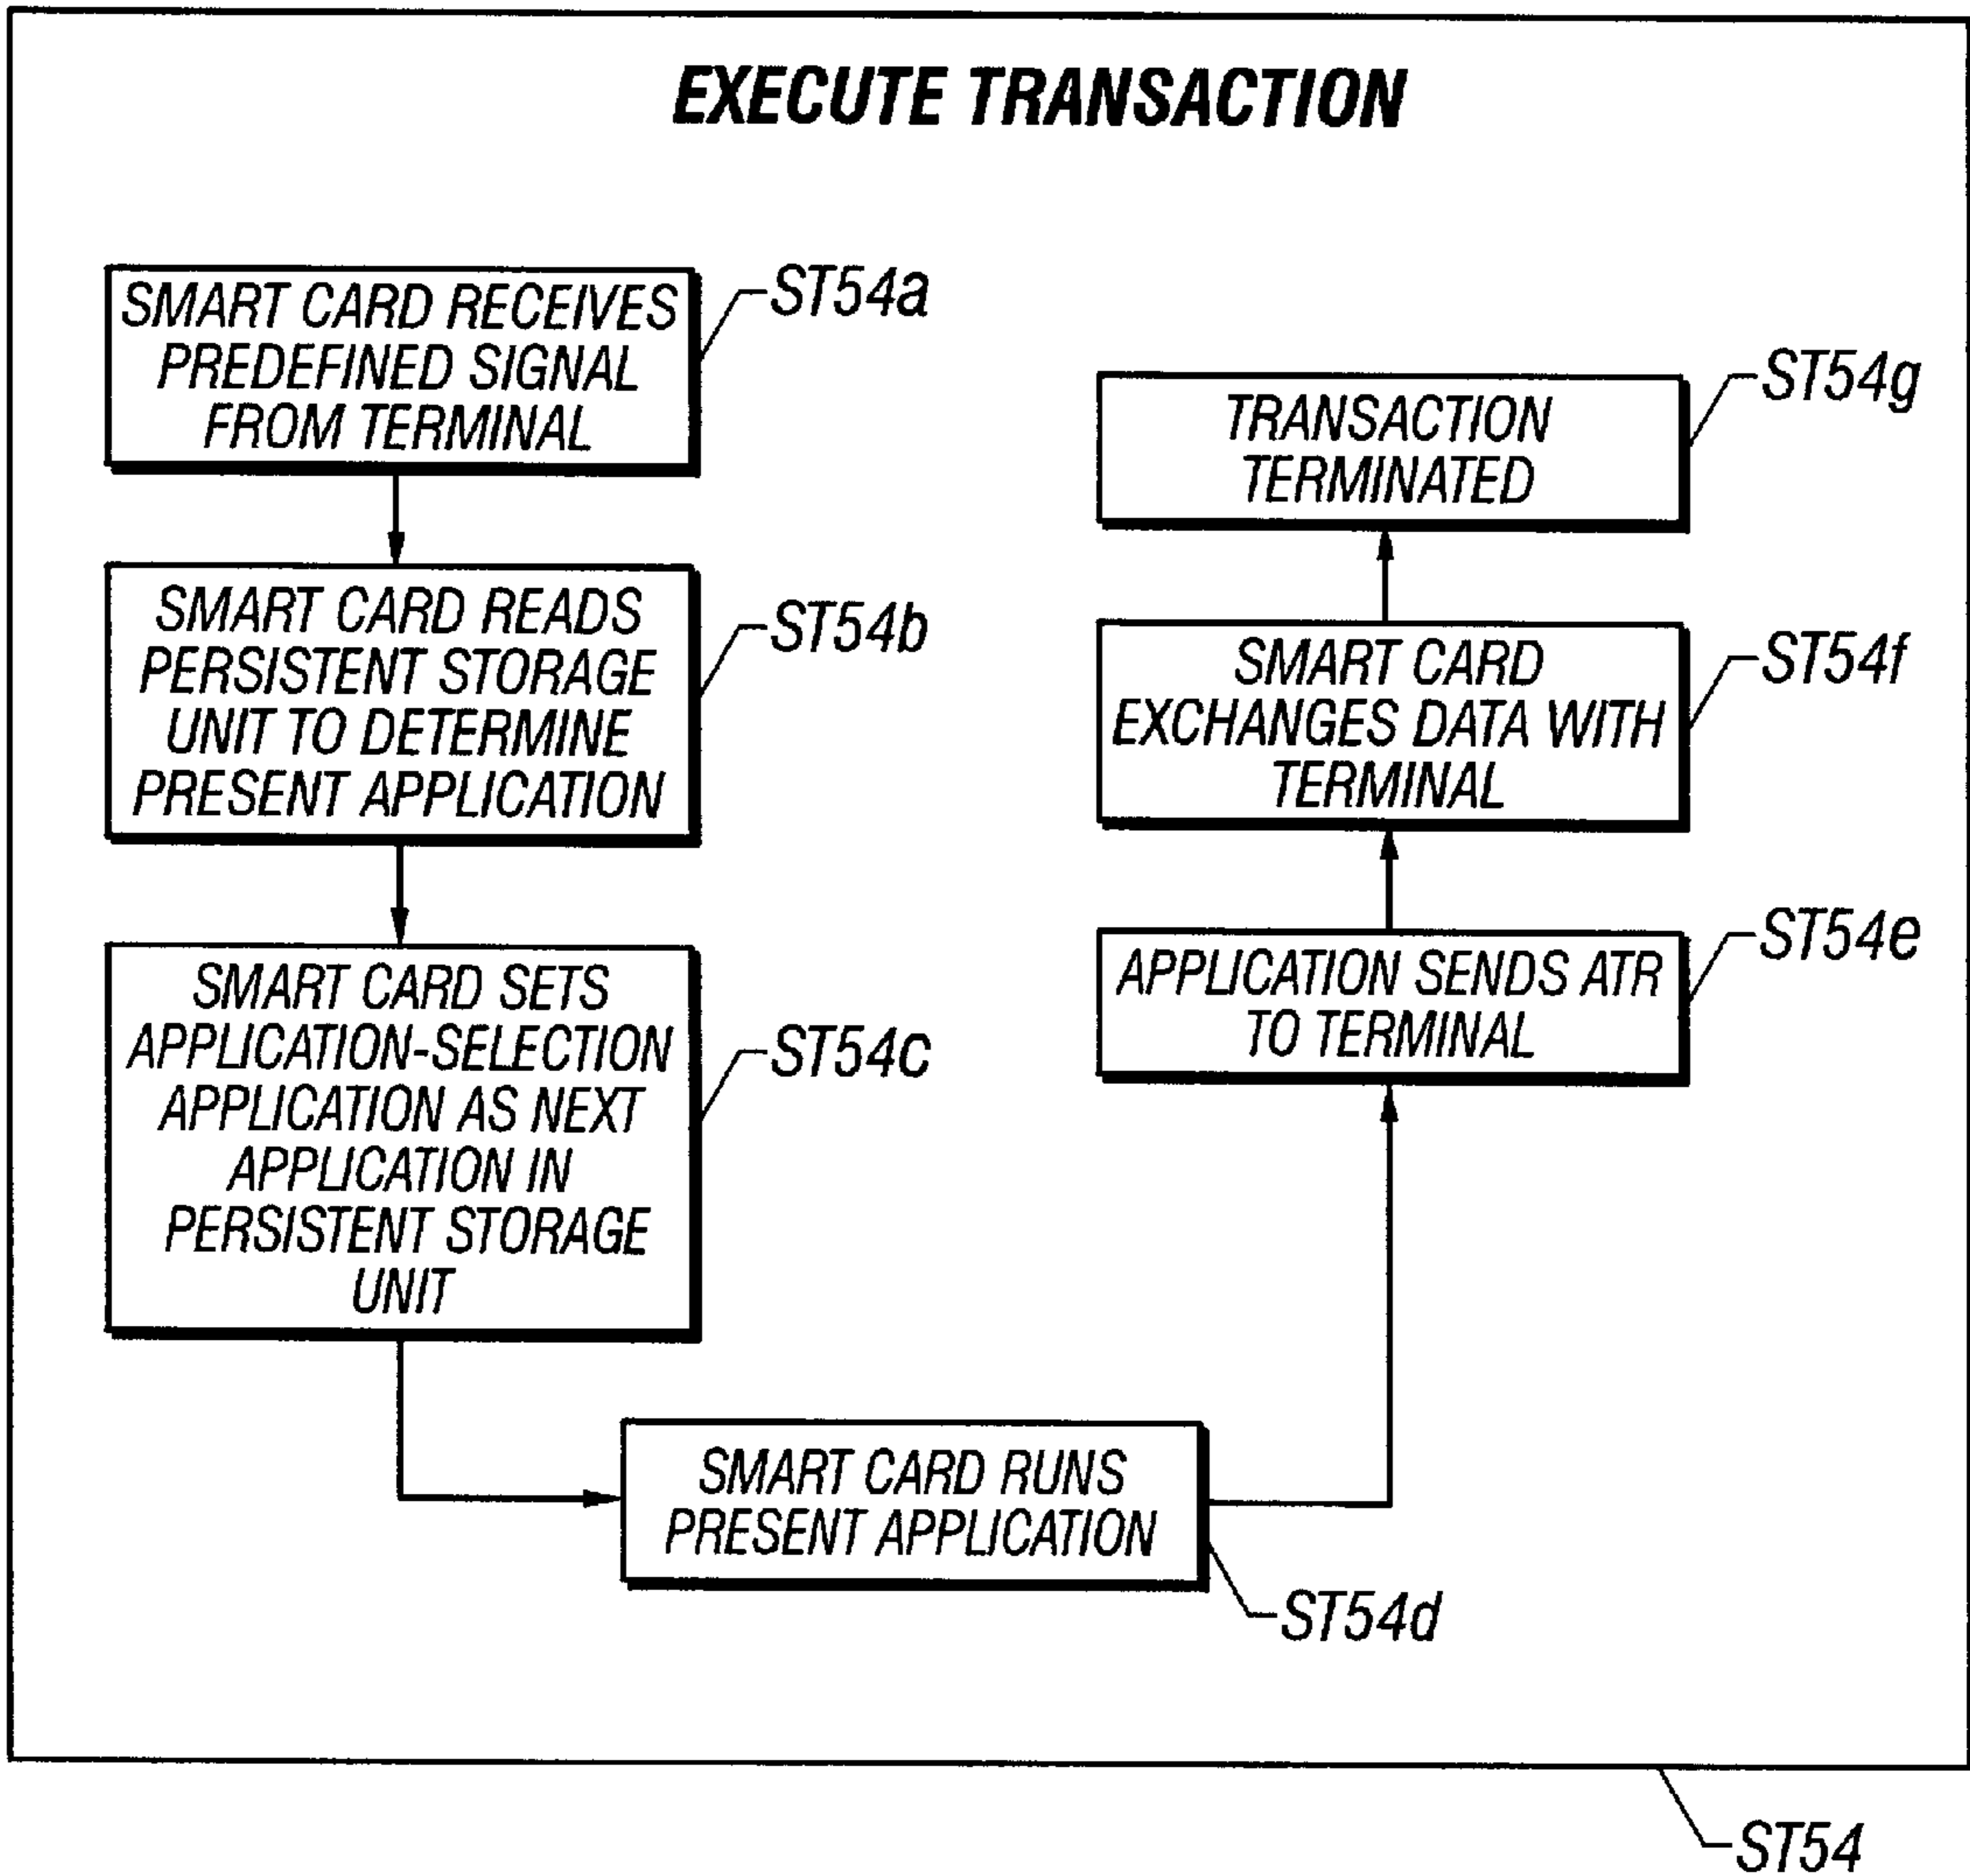 EXECUTE TRANSACTION
SMART CARD RECEIVES
PREDEFINED SIGNAL
FROM TERMINAL
ST54a
SMART CARD READS
PERSISTENT STORAGE
UNIT TO DETERMINE
PRESENT APPLICATION
ST54b
SMART CARD SETS
APPLICATION-SELECTION
APPLICATION AS NEXT
APPLICATION IN
PERSISTENT STORAGE
UNIT
ST54c
SMART CARD RUNS
PRESENT APPLICATION
ST54d
APPLICATION SENDS ATR
TO TERMINAL
ST54e
SMART CARD
EXCHANGES DATA WITH
TERMINAL
ST54f
TRANSACTION
TERMINATED
ST54g
ST54